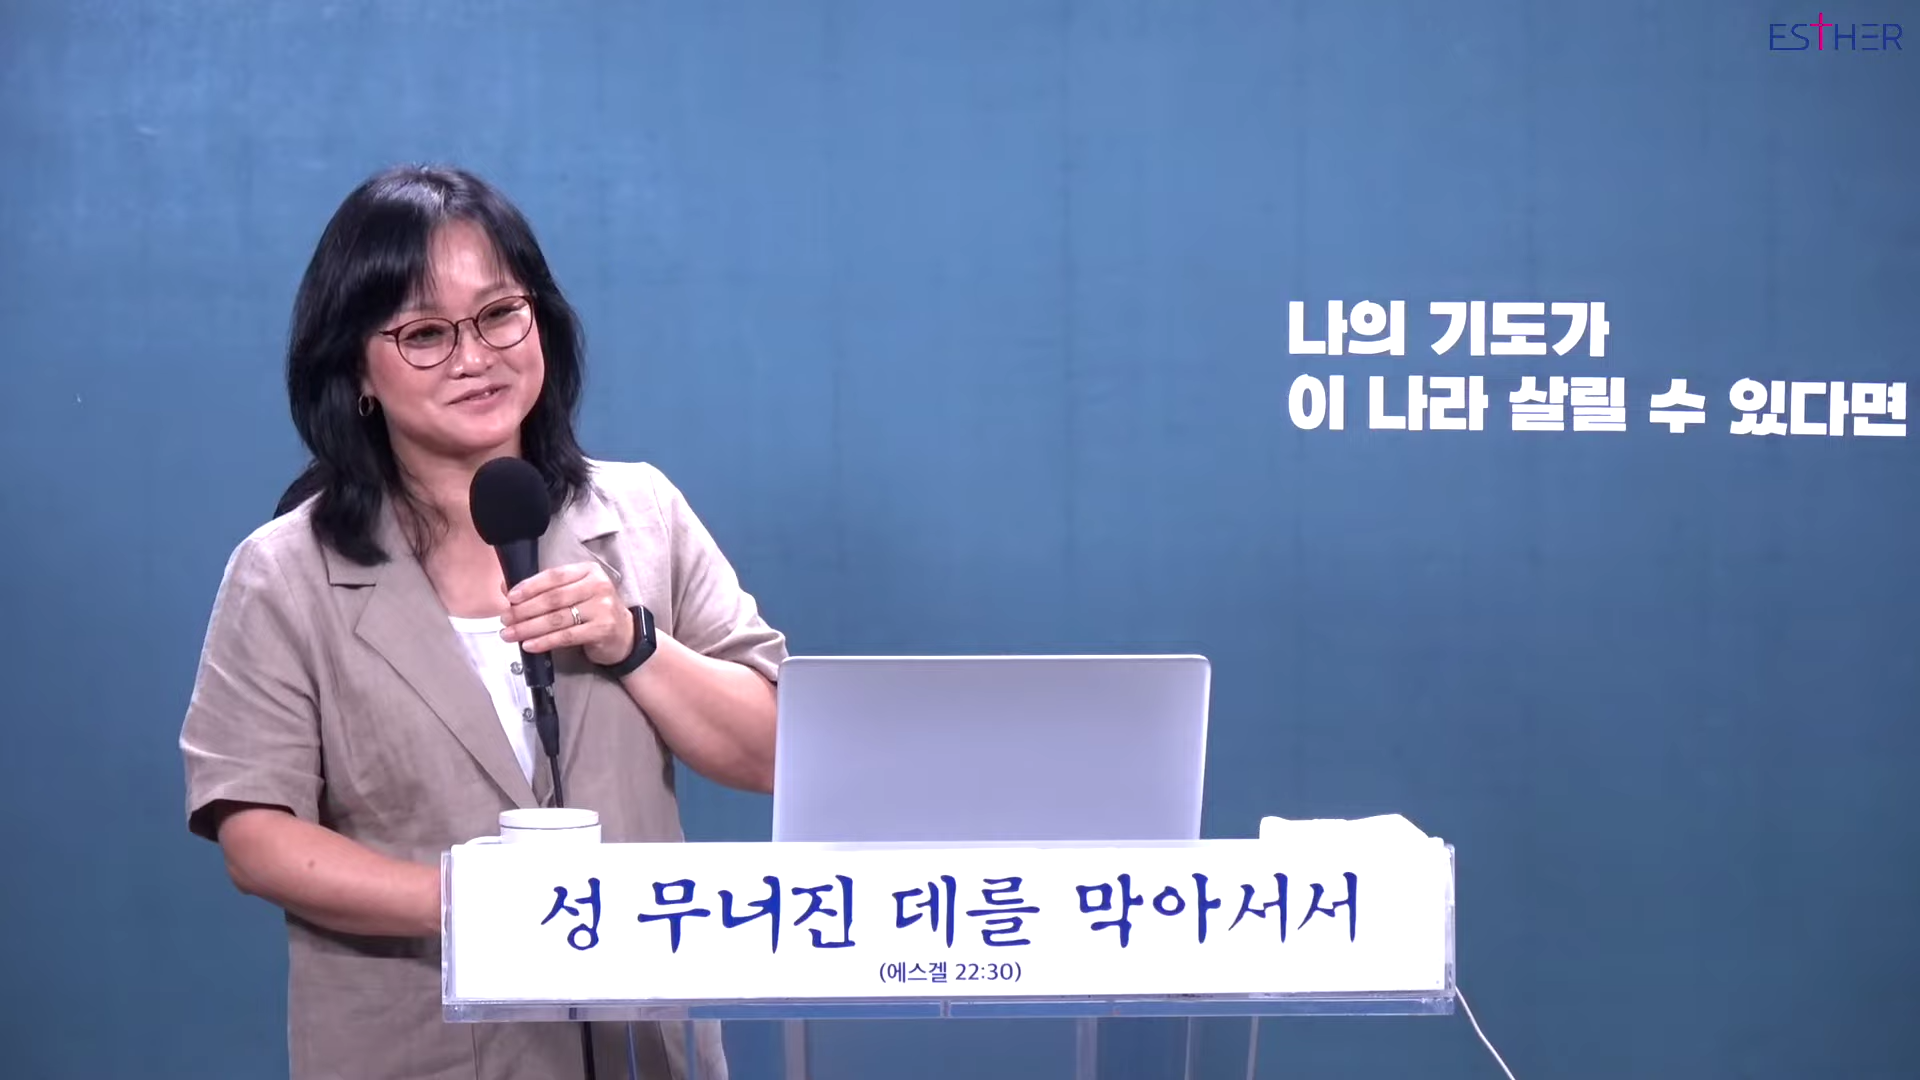 ESTHER
나의 기도가
이 나라 살릴 수 있다면
성 무너진 데를 막아서서
(에스겔 22:30)